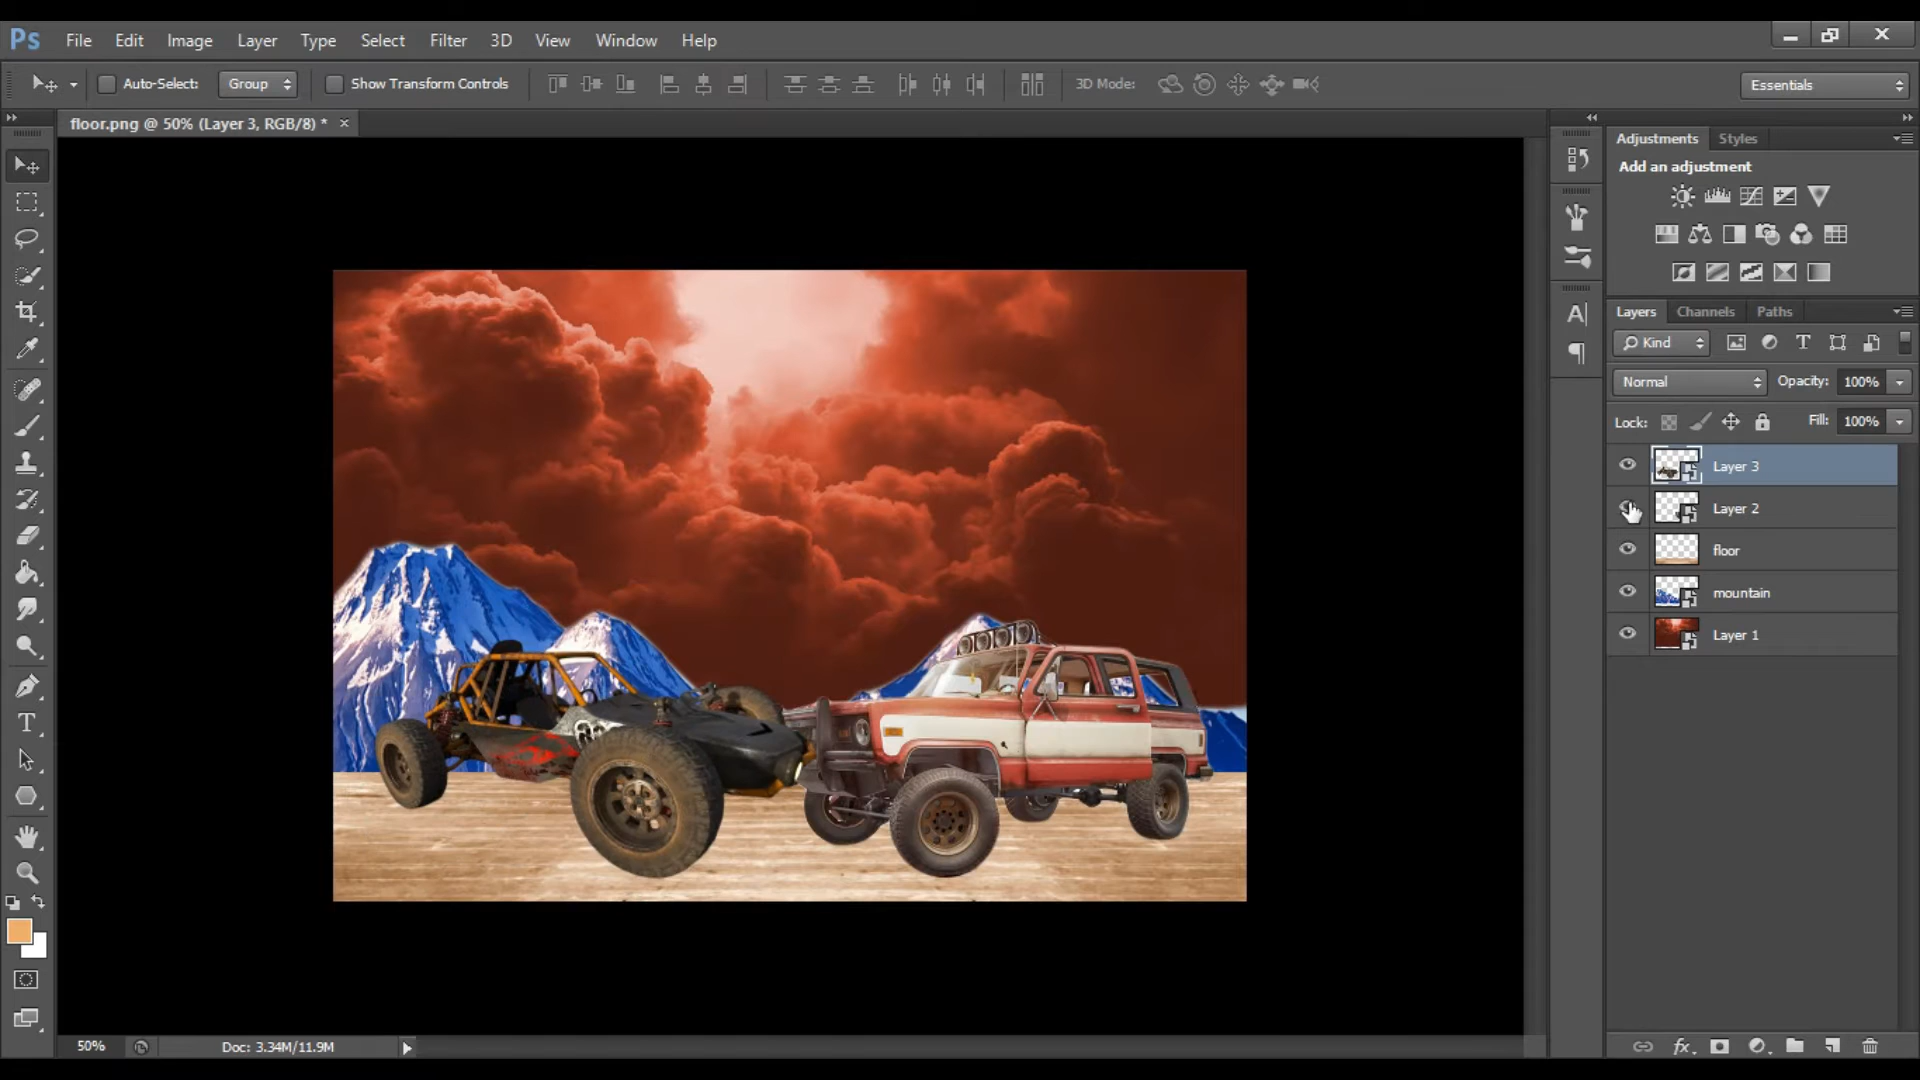 Ps File Edit Image Layer Type Select Filter 3D View Window Help
Auto-Select: Group Show Transform Controls 3D Mode: Essentials
floor.png @ 50% (Layer 3, RGB/8) *
Adjustments Styles
Add an adjustment
Layers Channels Paths
Kind
Normal Opacity: 100%
Lock: Fill: 100%
Layer 3
Layer 2
floor
mountain
Layer 1
50% Doc: 3.34M/11.9M